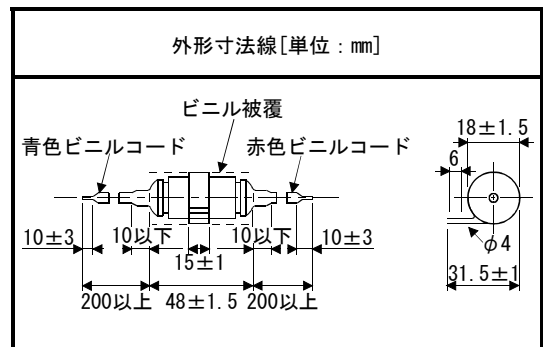 外形寸法線[単位：㎜]
ビニル被覆
青色ビニルコード
赤色ビニルコード
18±1.5
6
10±3
10以下
10以下
10±3
15±1
φ4
31.5±1
200以上
48±1.5
200以上